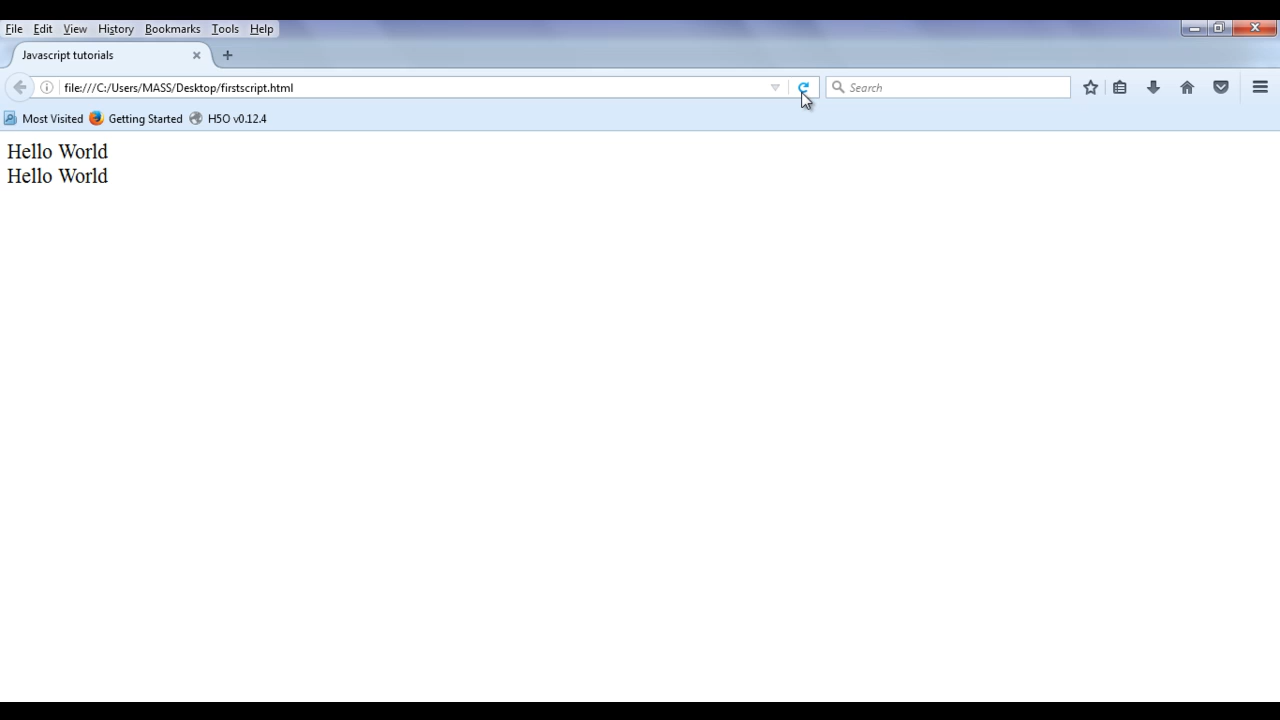 File Edit View History Bookmarks Tools Help
Javascript tutorials
file:///C:/Users/MASS/Desktop/firstscript.html Search
Most Visited Getting Started H5O v0.12.4
Hello World
Hello World